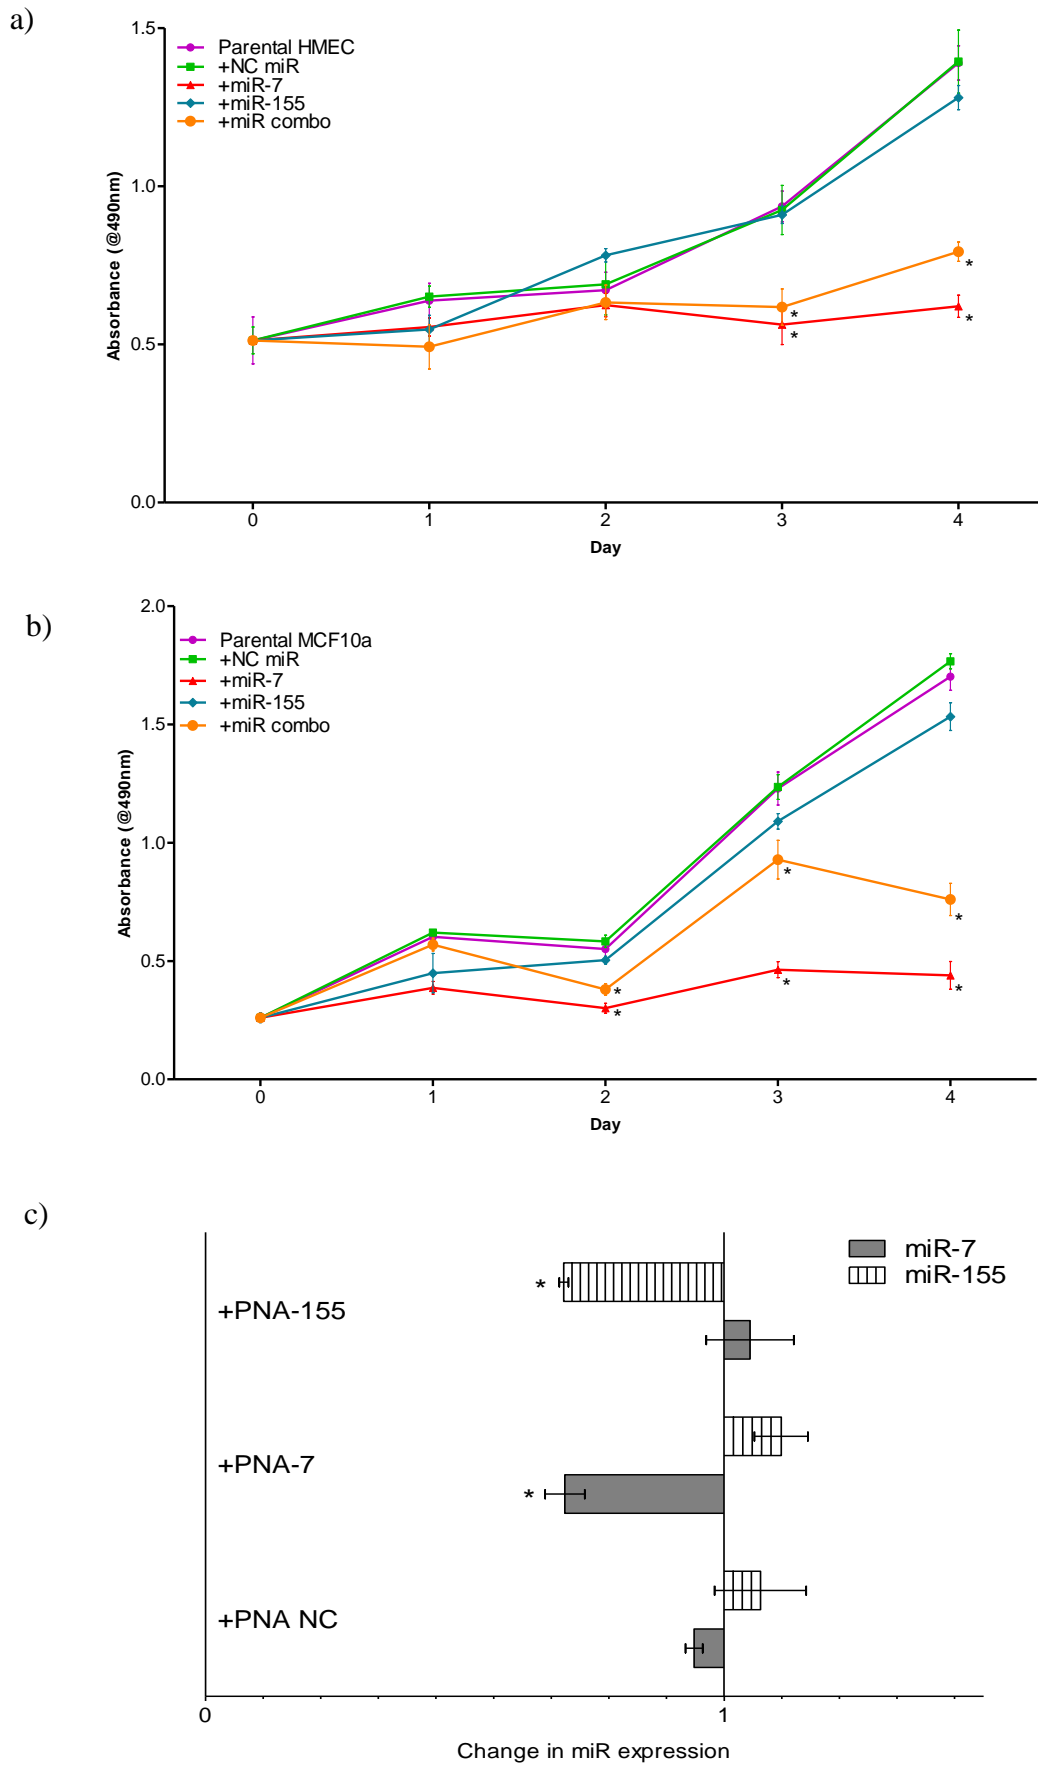 a)
1.5
Parental HMEC
+NC miR
+miR-7
+miR-155
+miR combo
1.0
Absorbance (@490nm)
0.5
*
*
*
*
0.0
0 1 2 3 4
Day
b)
2.0
Parental MCF10a
+NC miR
+miR-7
+miR-155
+miR combo
1.5
Absorbance (@490nm)
1.0
*
*
0.5
*
*
*
*
*
0.0
0 1 2 3 4
Day
c)
miR-7
miR-155
*
+PNA-155
+PNA-7
*
+PNA NC
0 1
Change in miR expression